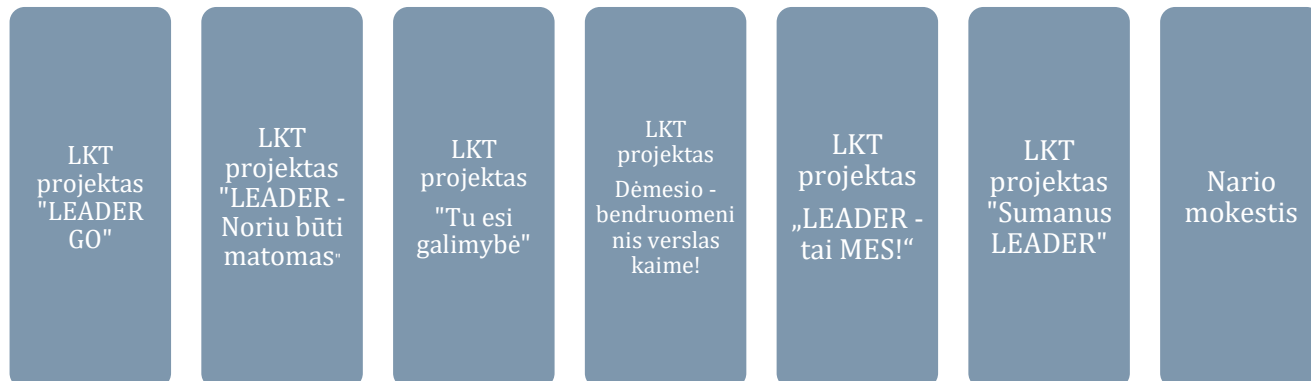 LKT
projektas
"LEADER
GO"
LKT
projektas
"LEADER -
Noriu būti
matomas"
LKT
projektas
"Tu esi
galimybė"
LKT
projektas
Dėmesio -
bendruomeni
nis verslas
kaime!
LKT
projektas
„LEADER -
tai MES!“
LKT
projektas
"Sumanus
LEADER"
Nario
mokestis